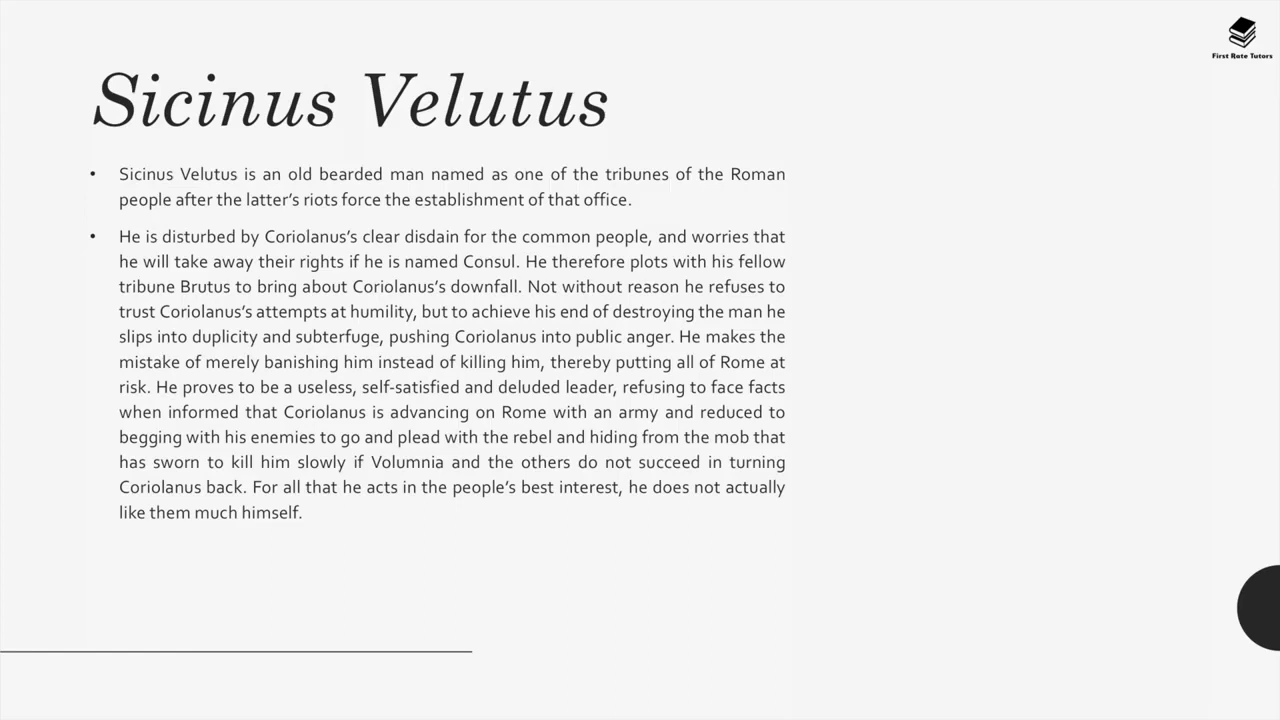 First Rate Tutors
Sicinus Velutus
• Sicinus Velutus is an old bearded man named as one of the tribunes of the Roman
people after the latter’s riots force the establishment of that office.
• He is disturbed by Coriolanus’s clear disdain for the common people, and worries that
he will take away their rights if he is named Consul. He therefore plots with his fellow
tribune Brutus to bring about Coriolanus’s downfall. Not without reason he refuses to
trust Coriolanus’s attempts at humility, but to achieve his end of destroying the man he
slips into duplicity and subterfuge, pushing Coriolanus into public anger. He makes the
mistake of merely banishing him instead of killing him, thereby putting all of Rome at
risk. He proves to be a useless, self-satisfied and deluded leader, refusing to face facts
when informed that Coriolanus is advancing on Rome with an army and reduced to
begging with his enemies to go and plead with the rebel and hiding from the mob that
has sworn to kill him slowly if Volumnia and the others do not succeed in turning
Coriolanus back. For all that he acts in the people’s best interest, he does not actually
like them much himself.